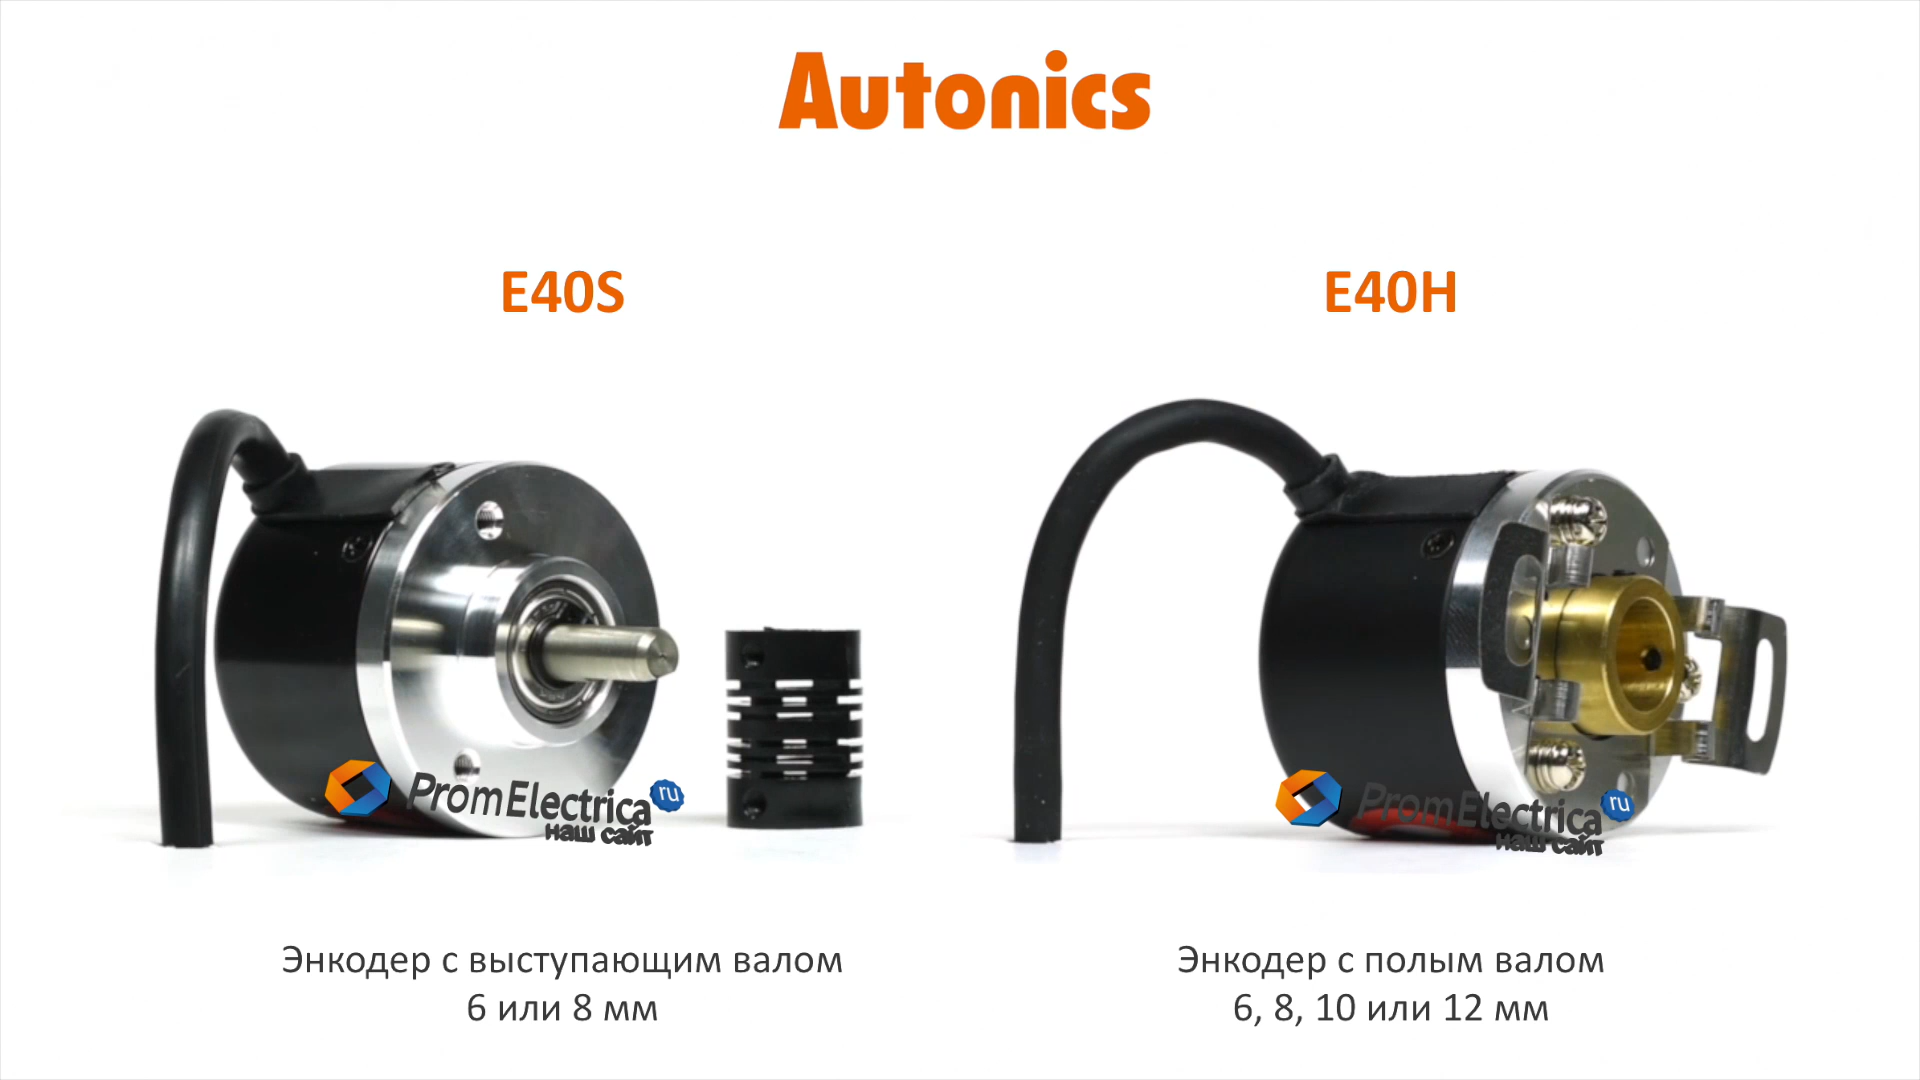 Autonics
E40S
E40H
PromElectrica ru
наш сайт
PromElectrica ru
наш сайт
Энкодер с выступающим валом
6 или 8 мм
Энкодер с полым валом
6, 8, 10 или 12 мм